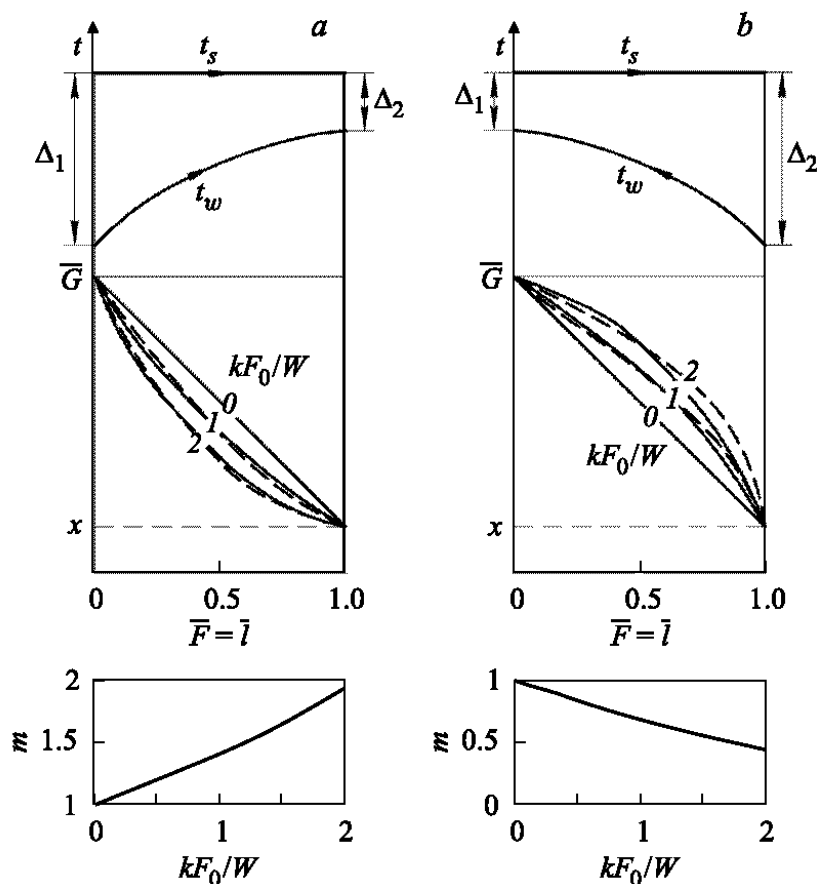 a
t
t_s
Δ_1
Δ_2
t_w
G̅
kF_0/W
0
1
2
x
0 0.5 1.0
F̅ = l̅
2
1.5
1
m
0 1 2
kF_0/W
b
t
t_s
Δ_1
Δ_2
t_w
G̅
2
1
0
kF_0/W
x
0 0.5 1.0
F̅ = l̅
1
0.5
0
m
0 1 2
kF_0/W